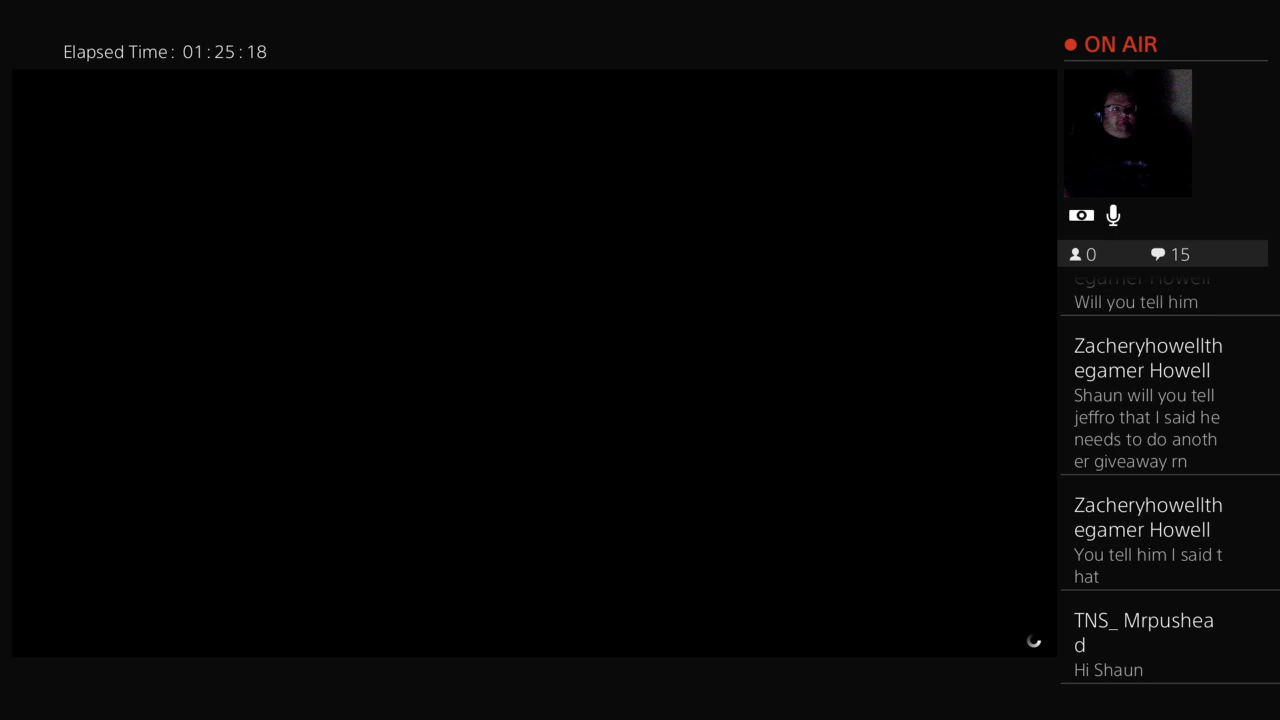 Elapsed Time: 01:25:18
ON AIR
0 15
egamer Howell
Will you tell him
Zacheryhowellth
egamer Howell
Shaun will you tell
jeffro that I said he
needs to do anoth
er giveaway rn
Zacheryhowellth
egamer Howell
You tell him I said t
hat
TNS_ Mrpushea
d
Hi Shaun